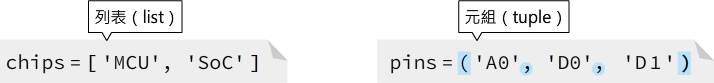 列表（list）
chips = ['MCU', 'SoC']
元組（tuple）
pins = ('A0', 'D0', 'D1')